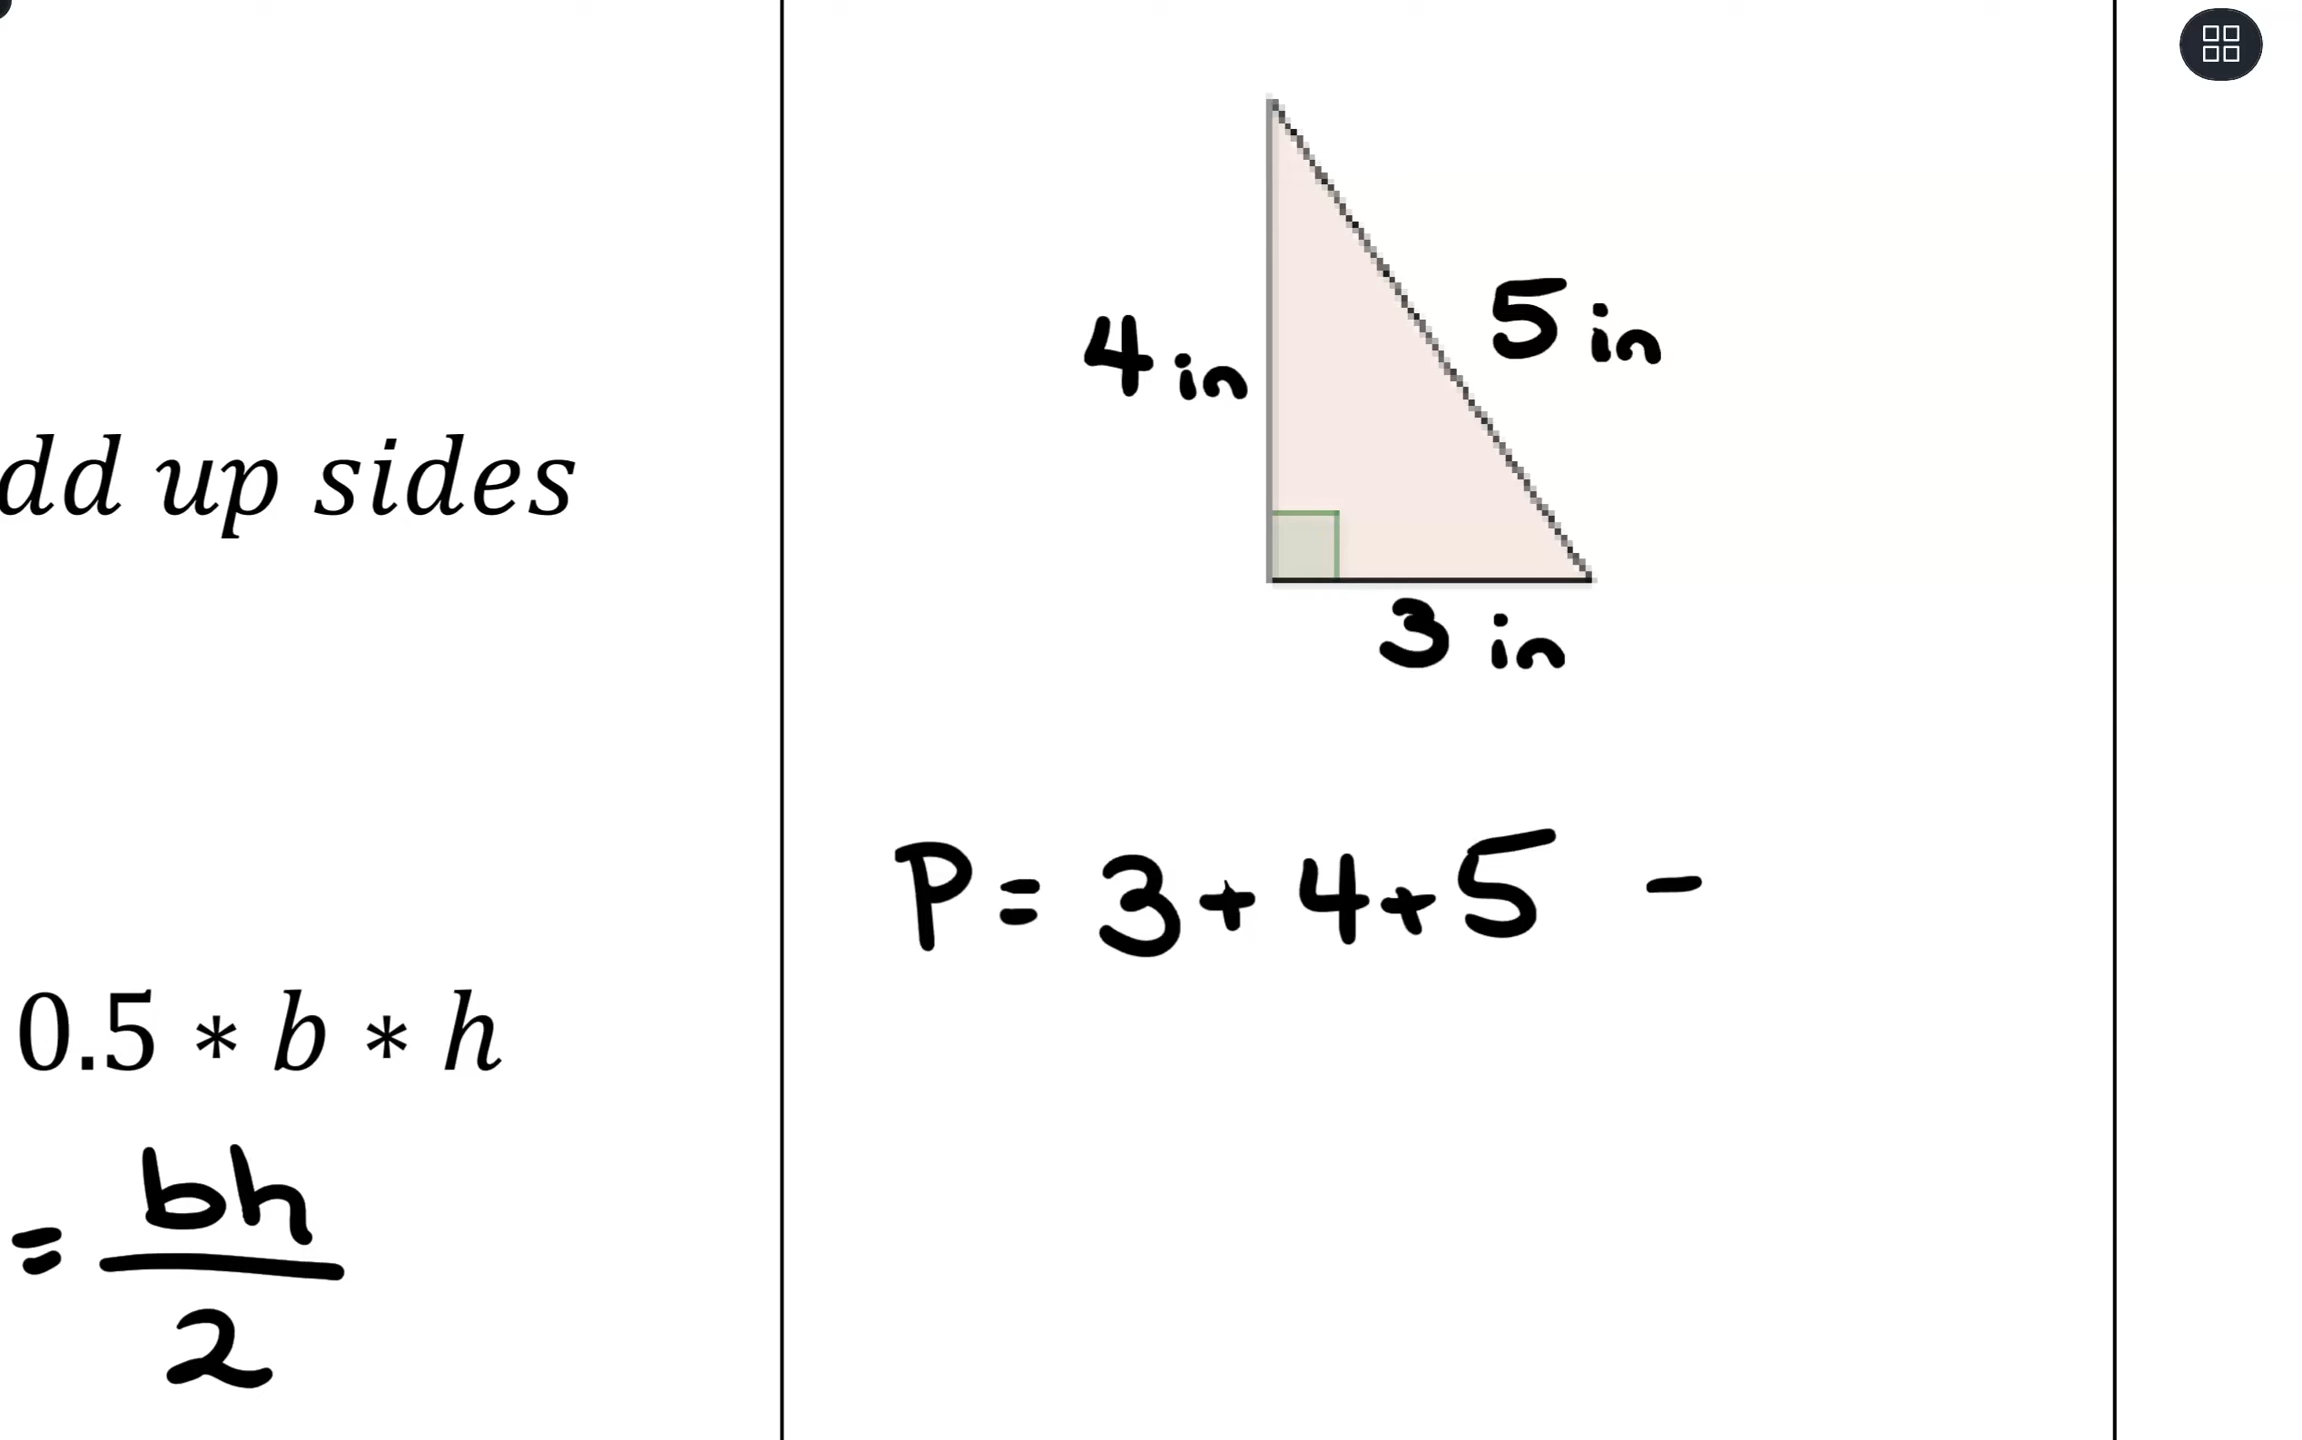 dd up sides
0.5 * b * h
= bh
2
4 in
5 in
3 in
P = 3 + 4 + 5 -